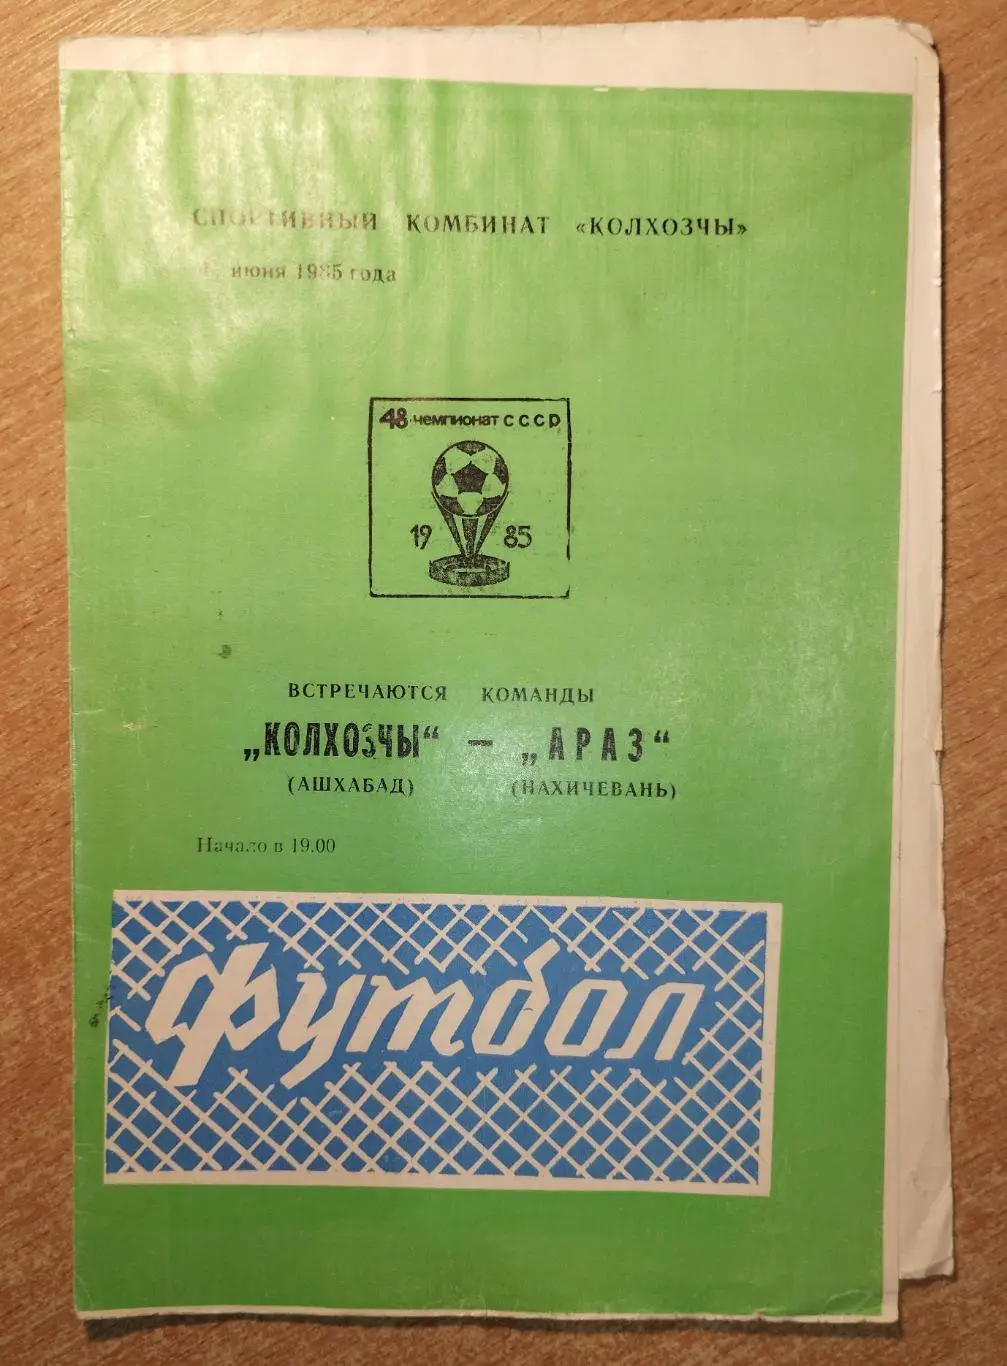 СПОРТИВНЫЙ КОМБИНАТ «КОЛХОЗЧЫ»
июня 1985 года
48 чемпионат СССР
19 85
ВСТРЕЧАЮТСЯ КОМАНДЫ
„КОЛХОЗЧЫ“ — „АРАЗ“
(АШХАБАД) (НАХИЧЕВАНЬ)
Начало в 19.00
футбол